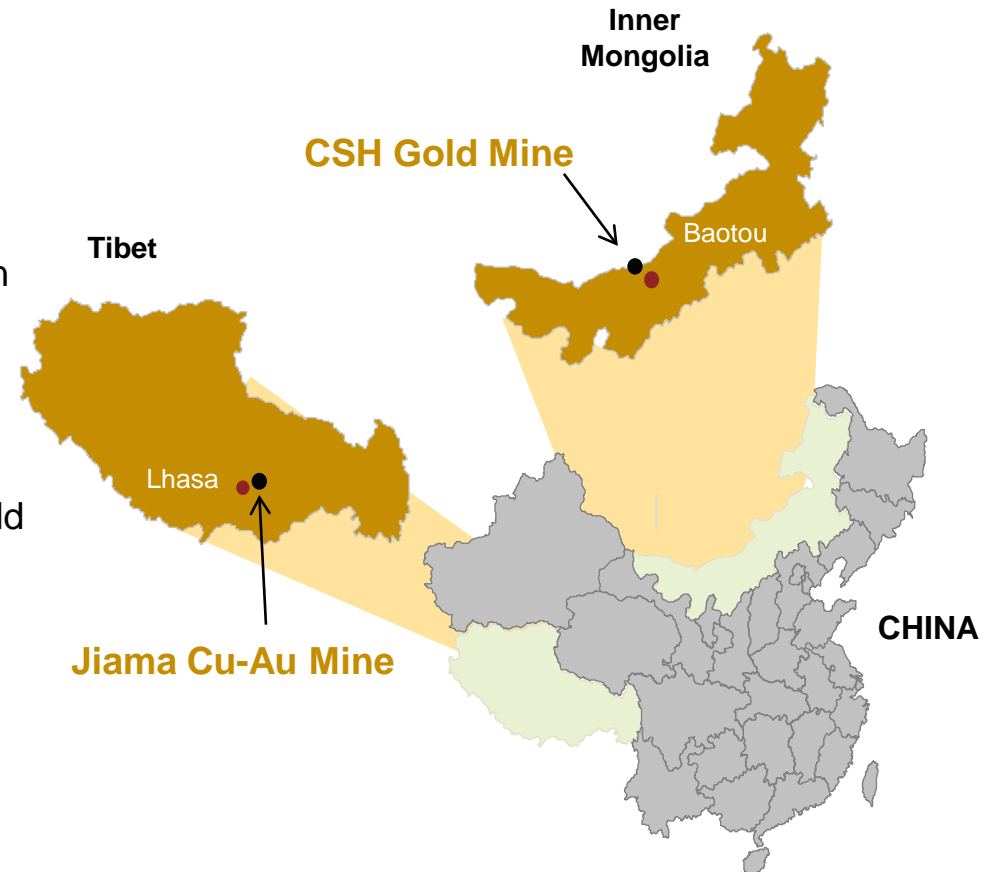 Inner
Mongolia
CSH Gold Mine
Baotou
Tibet
Lhasa
Jiama Cu-Au Mine
CHINA